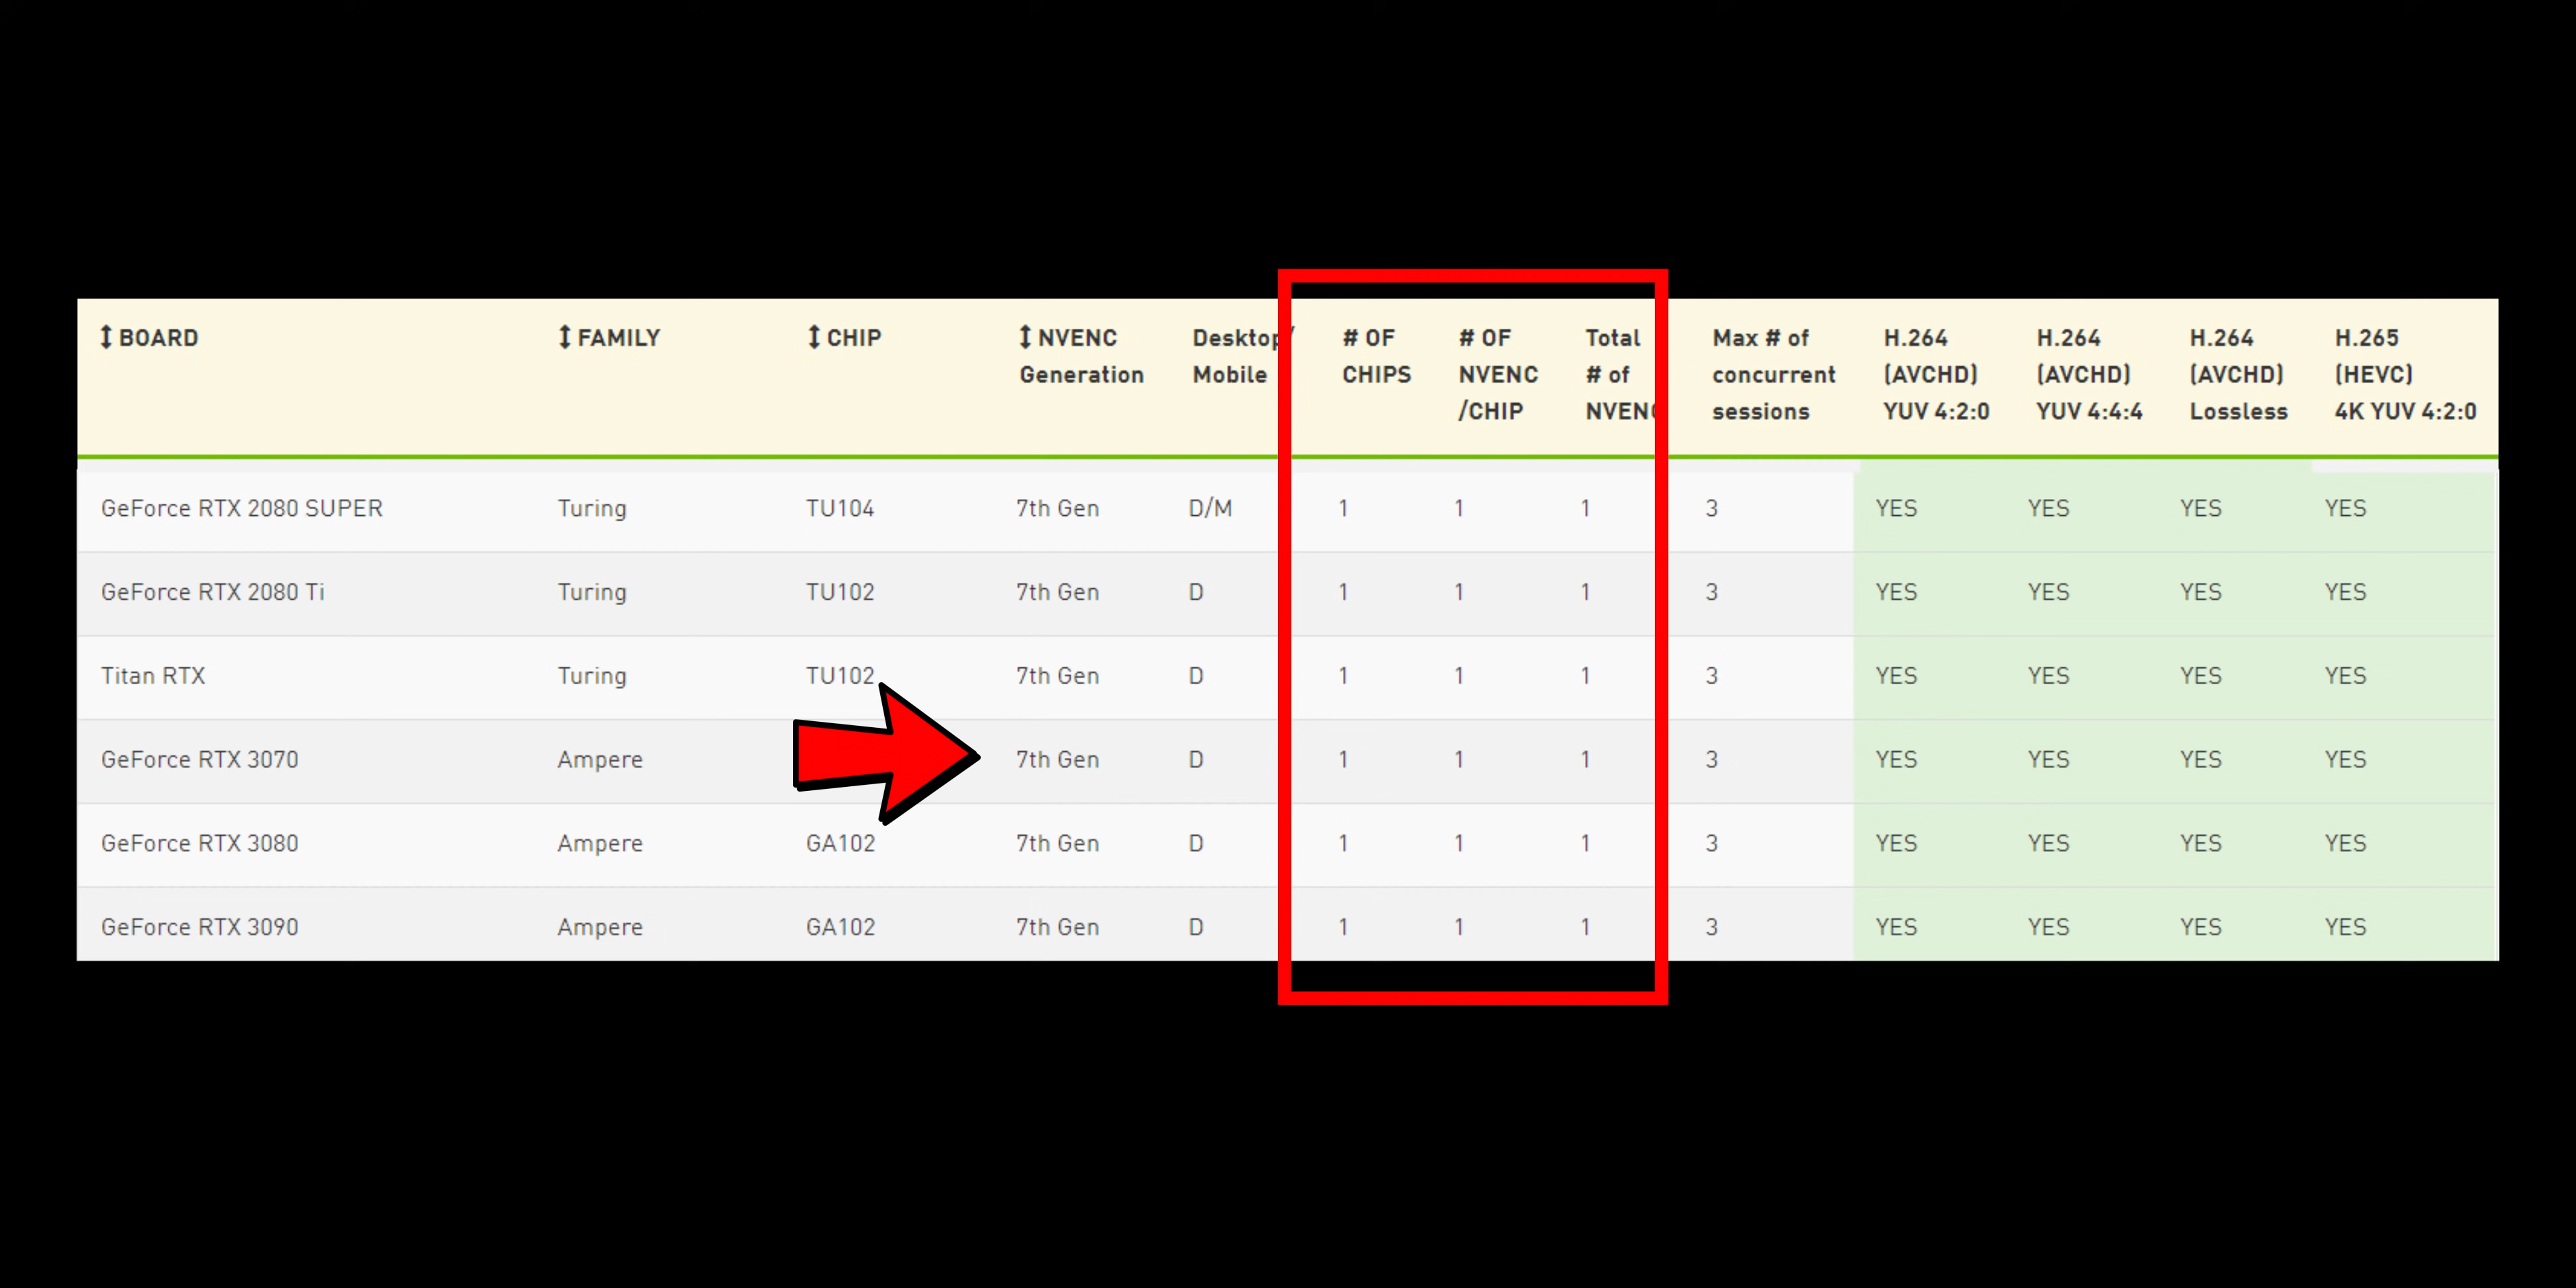 BOARD FAMILY CHIP NVENC Generation Desktop/ Mobile # OF CHIPS # OF NVENC /CHIP Total # of NVENC Max # of concurrent sessions H.264 (AVCHD) YUV 4:2:0 H.264 (AVCHD) YUV 4:4:4 H.264 (AVCHD) Lossless H.265 (HEVC) 4K YUV 4:2:0
GeForce RTX 2080 SUPER Turing TU104 7th Gen D/M 1 1 1 3 YES YES YES YES
GeForce RTX 2080 Ti Turing TU102 7th Gen D 1 1 1 3 YES YES YES YES
Titan RTX Turing TU102 7th Gen D 1 1 1 3 YES YES YES YES
GeForce RTX 3070 Ampere 7th Gen D 1 1 1 3 YES YES YES YES
GeForce RTX 3080 Ampere GA102 7th Gen D 1 1 1 3 YES YES YES YES
GeForce RTX 3090 Ampere GA102 7th Gen D 1 1 1 3 YES YES YES YES